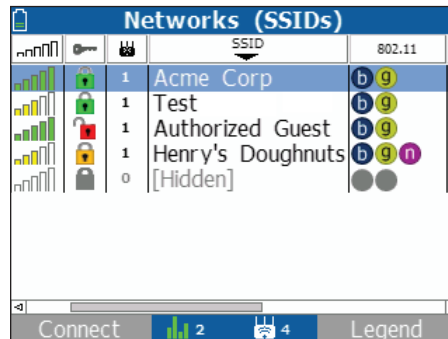 Networks (SSIDs)
SSID 802.11
1 Acme Corp b g
1 Test b g
1 Authorized Guest b g
1 Henry's Doughnuts b g n
0 [Hidden]
Connect 2 4 Legend